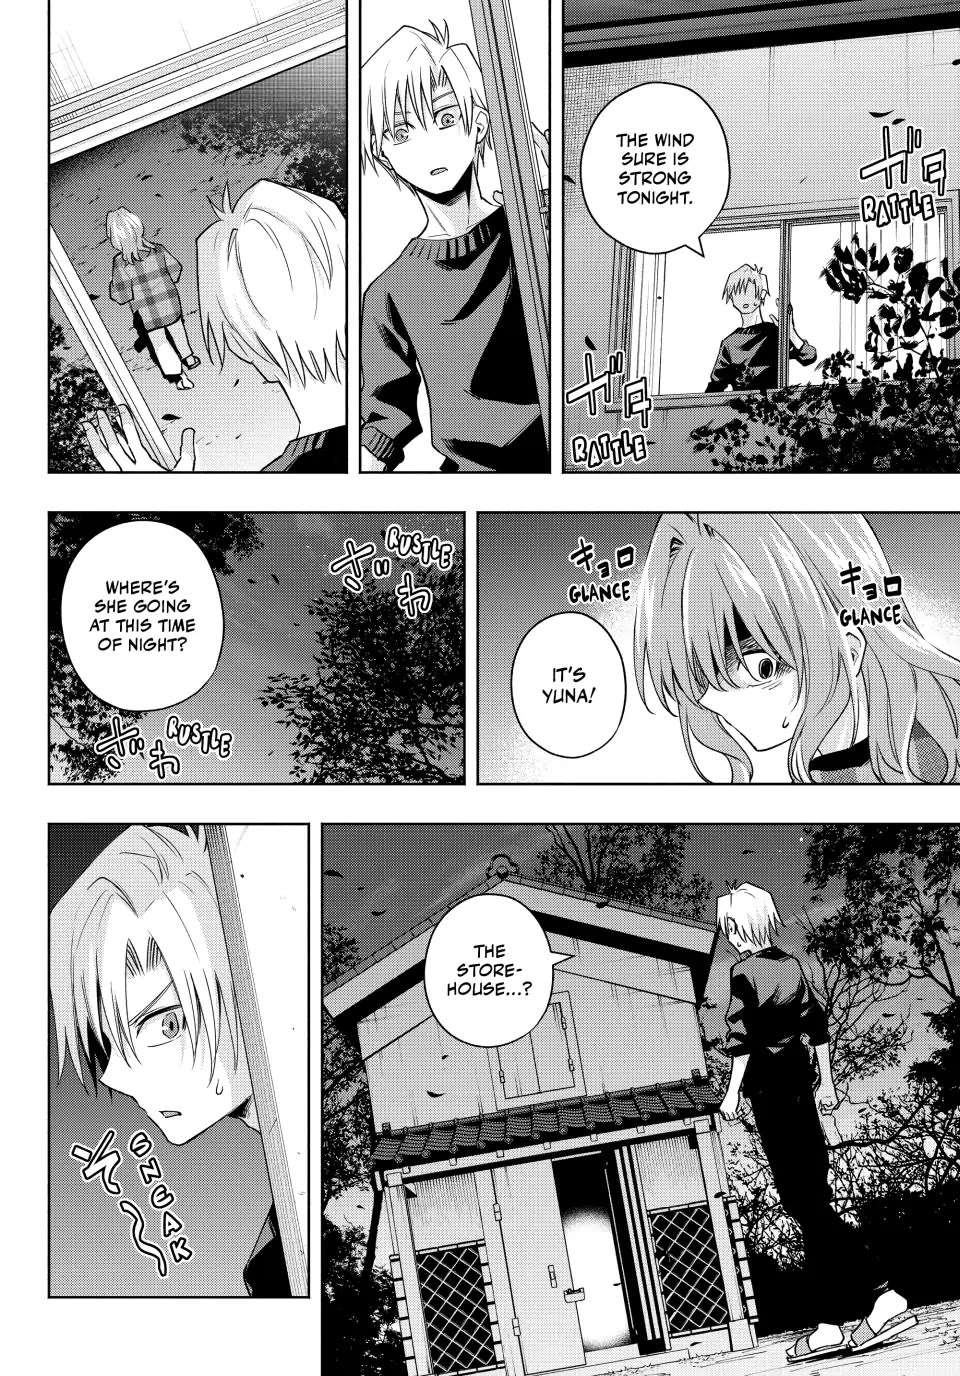 THE WIND
SURE IS
STRONG
TONIGHT.
ガタ
RATTLE
ガタ
RATTLE
キョロ
GLANCE
キョロ
GLANCE
IT'S
YUNA!
ざわ
RUSTLE
WHERE'S
SHE GOING
AT THIS TIME
OF NIGHT?
ざわ
RUSTLE
THE
STORE-
HOUSE...?
そ〜〜
SNEAK